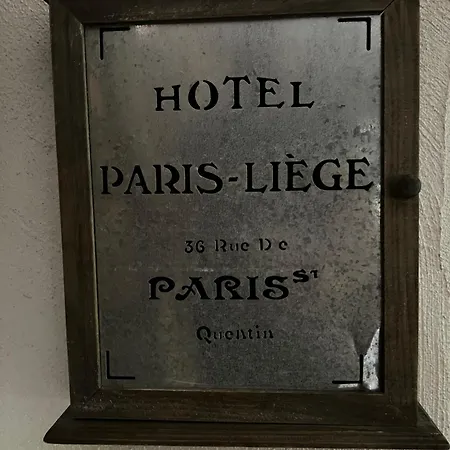 HOTEL
PARIS-LIÈGE
36 Rue De
PARIS ST
Quentin